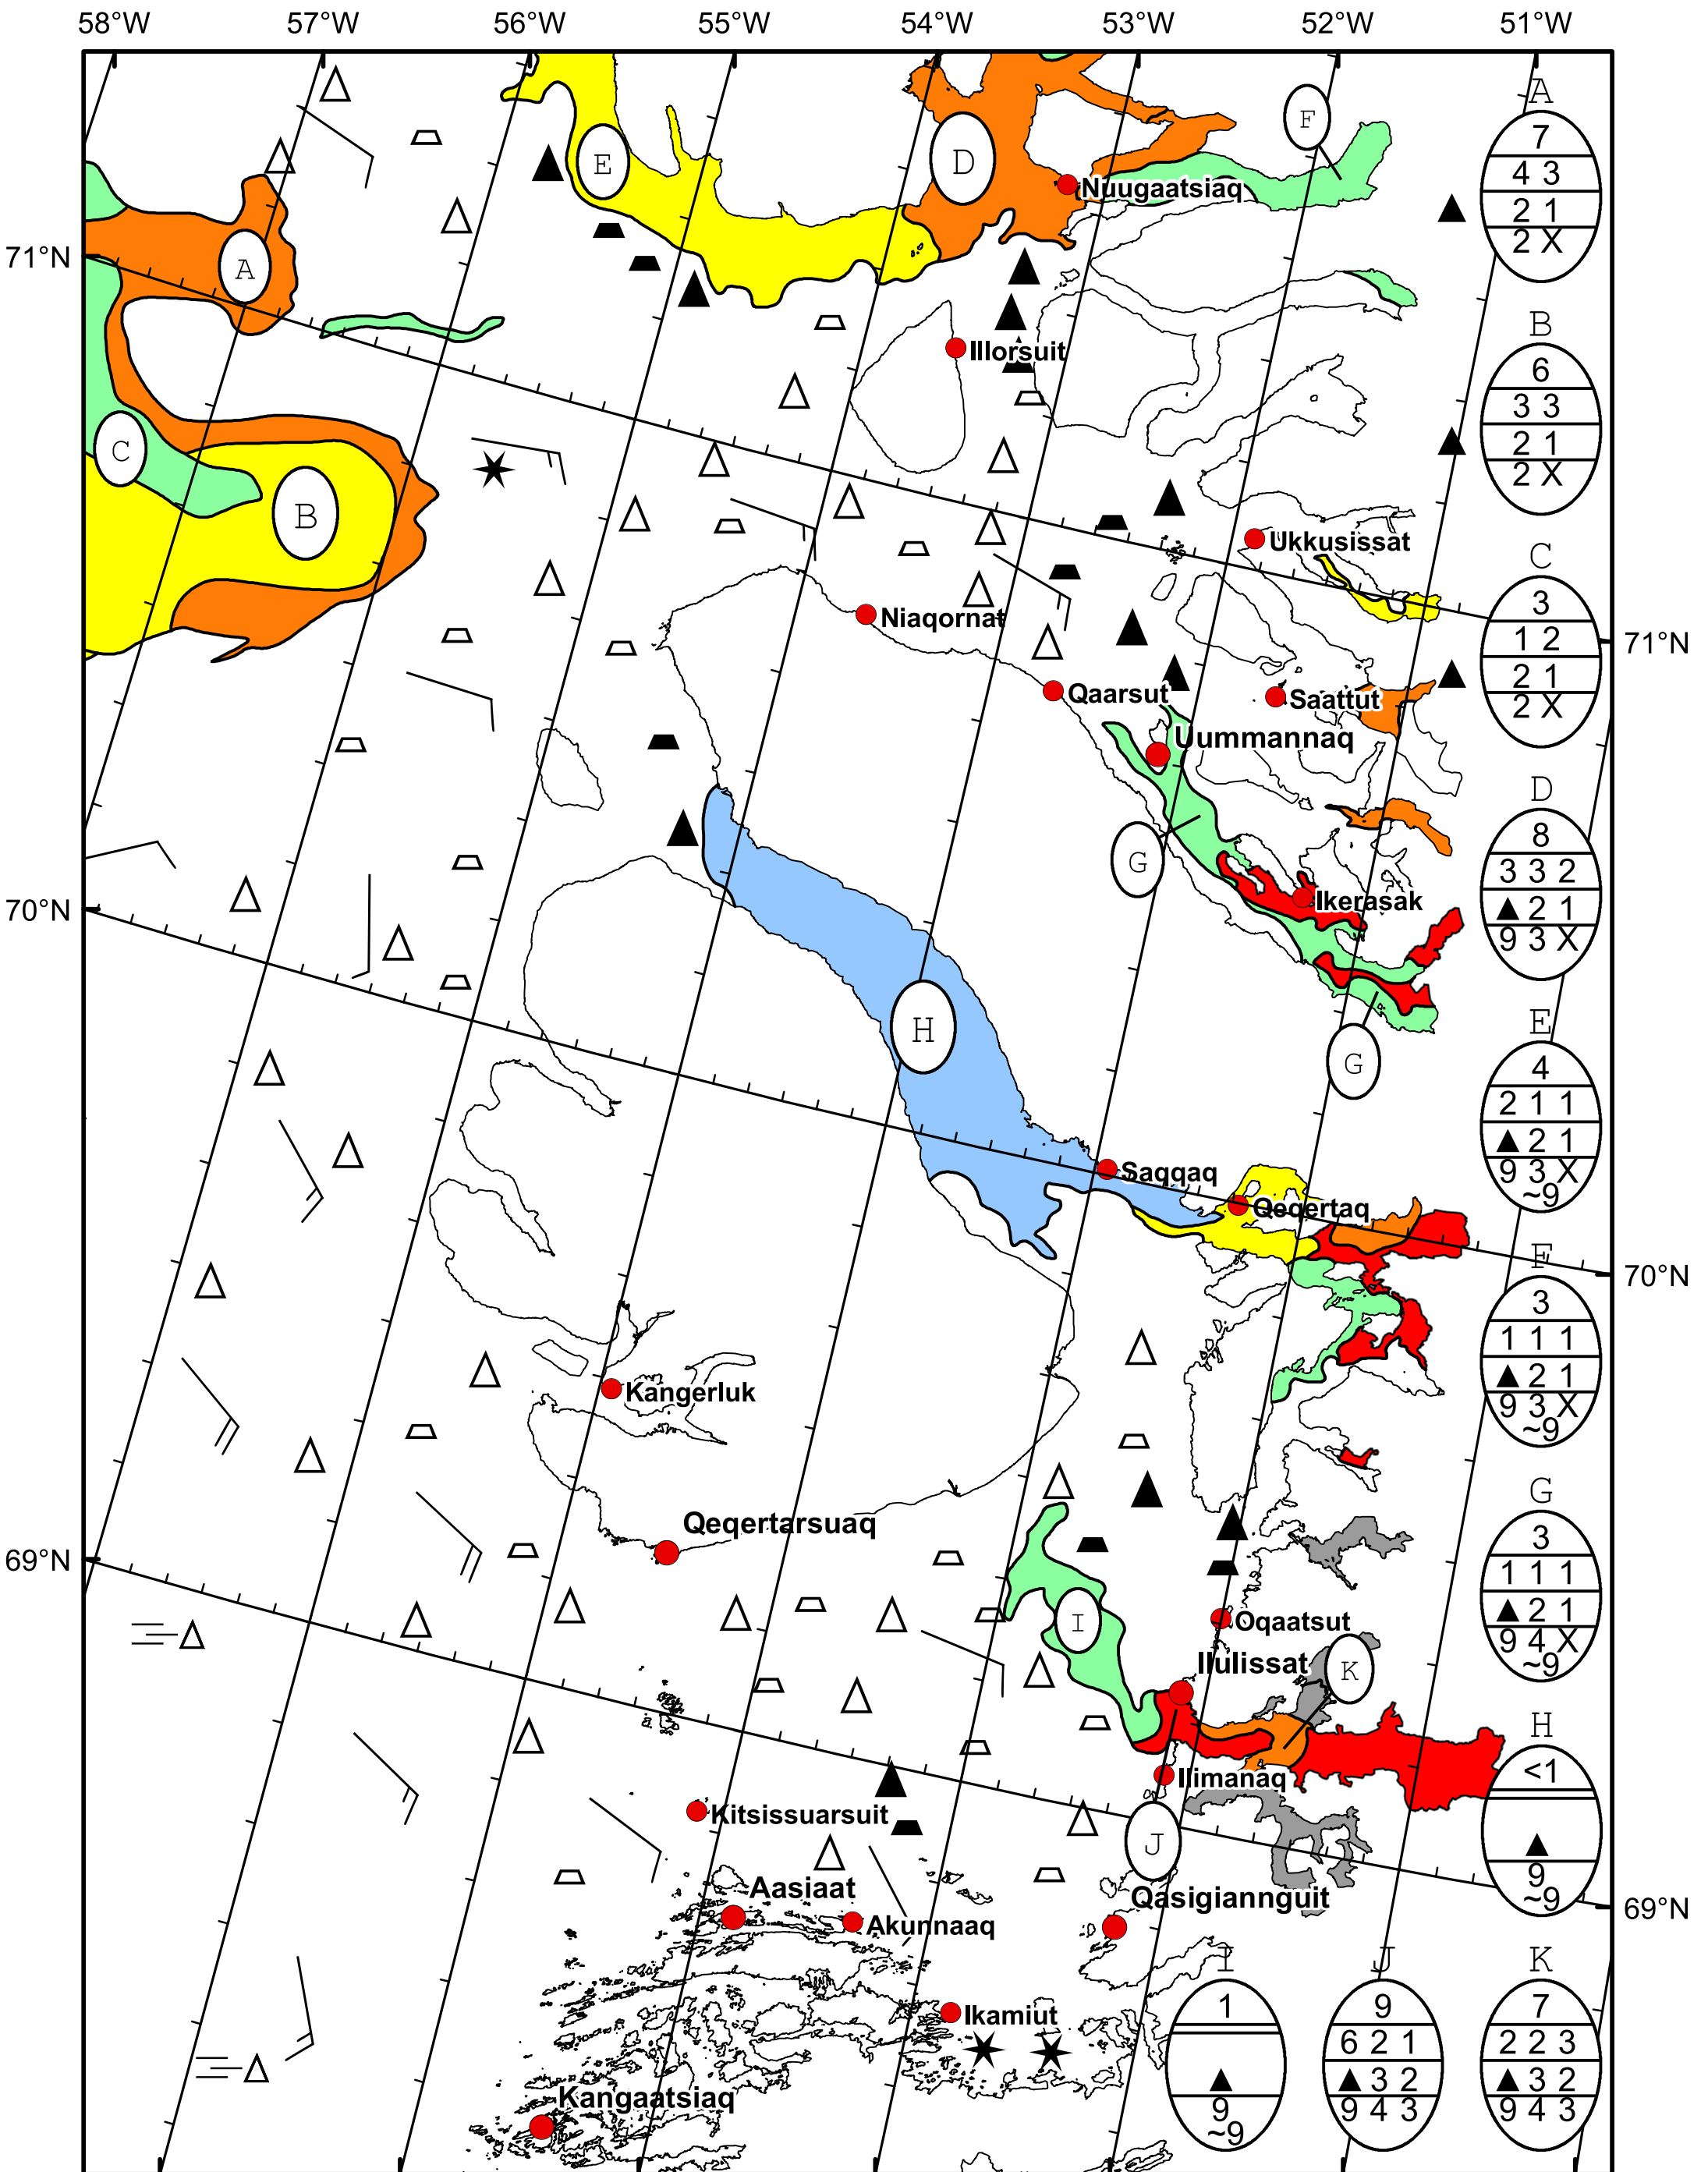 58°W 57°W 56°W 55°W 54°W 53°W 52°W 51°W
A
7
4 3
2 1
2 X
F
E
D
Nuugaatsiaq
71°N
A
B
6
3 3
2 1
2 X
Illorsuit
C
B
Ukkusissat
C
3
1 2
2 1
2 X
Niaqornat
71°N
Qaarsut
Saattut
Uummannaq
D
8
3 3 2
▲ 2 1
9 3 X
G
Ikerasak
70°N
H
G
E
4
2 1 1
▲ 2 1
9 3 X
~9
Saqqaq
Qeqertaq
70°N
F
3
1 1 1
▲ 2 1
9 3 X
~9
Kangerluk
G
3
1 1 1
▲ 2 1
9 4 X
~9
Qeqertarsuaq
69°N
I
Oqaatsut
Ilulissat
K
H
<1
▲
9
~9
Ilimanaq
Kitsissuarsuit
J
Aasiaat
Akunnaaq
Qasigiannguit
69°N
Ikamiut
I
1
▲
9
~9
J
9
6 2 1
▲ 3 2
9 4 3
K
7
2 2 3
▲ 3 2
9 4 3
Kangaatsiaq